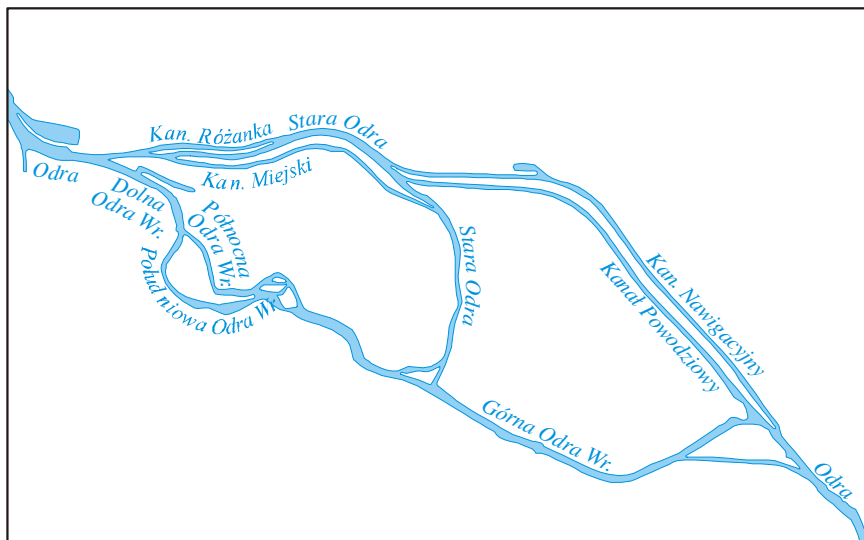 Kan. Różanka
Stara Odra
Odra
Kan. Miejski
Dolna
Odra Wr.
Północna
Odra Wr.
Południowa Odra Wr.
Stara Odra
Kan. Nawigacyjny
Kanał Powodziowy
Górna Odra Wr.
Odra